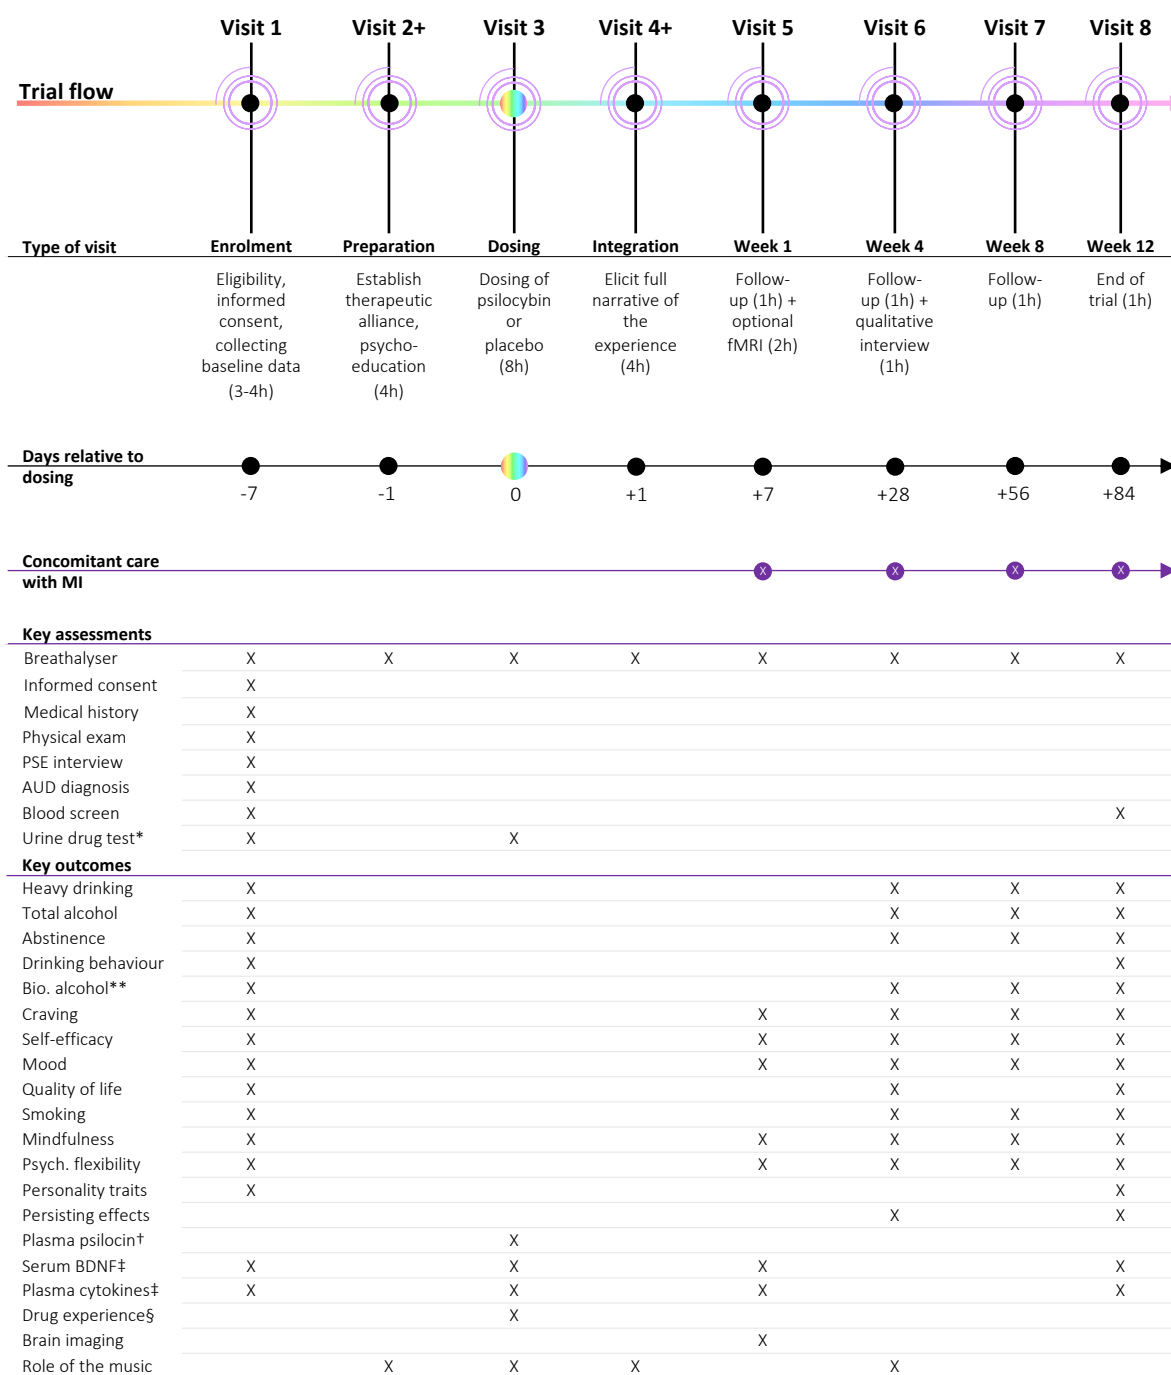 Visit 1 Visit 2+ Visit 3 Visit 4+ Visit 5 Visit 6 Visit 7 Visit 8
Trial flow
Type of visit Enrolment Preparation Dosing Integration Week 1 Week 4 Week 8 Week 12
Eligibility, Establish Dosing of Elicit full Follow- Follow- Follow- End of
informed therapeutic psilocybin narrative of up (1h) + up (1h) + up (1h) trial (1h)
consent, alliance, or the optional qualitative
collecting psycho- placebo experience fMRI (2h) interview
baseline data education (8h) (4h) (1h)
(3-4h) (4h)
Days relative to
dosing
-7 -1 0 +1 +7 +28 +56 +84
Concomitant care
with MI X X X X
Key assessments
Breathalyser X X X X X X X X
Informed consent X
Medical history X
Physical exam X
PSE interview X
AUD diagnosis X
Blood screen X X
Urine drug test* X X
Key outcomes
Heavy drinking X X X X
Total alcohol X X X X
Abstinence X X X X
Drinking behaviour X X
Bio. alcohol** X X X X
Craving X X X X X
Self-efficacy X X X X X
Mood X X X X X
Quality of life X X X
Smoking X X X X
Mindfulness X X X X X
Psych. flexibility X X X X X
Personality traits X X
Persisting effects X X
Plasma psilocin† X
Serum BDNF‡ X X X X
Plasma cytokines‡ X X X X
Drug experience§ X
Brain imaging X
Role of the music X X X X